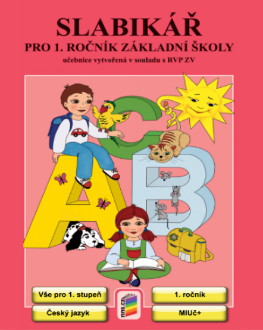 SLABIKÁŘ
PRO 1. ROČNÍK ZÁKLADNÍ ŠKOLY
učebnice vytvořená v souladu s RVP ZV
C
A
B
Vše pro 1. stupeň
1. ročník
Český jazyk
MIUč+